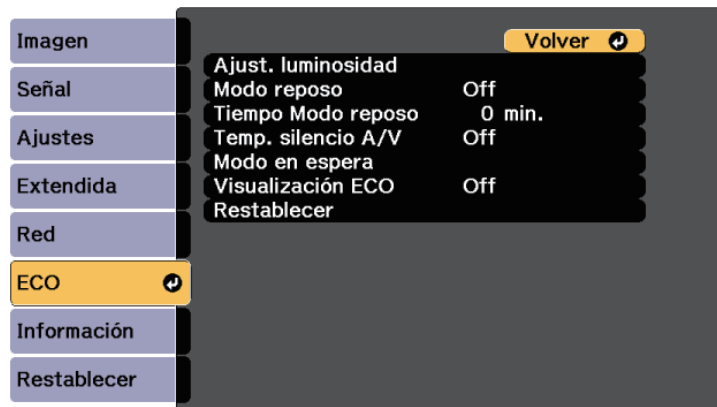 Imagen
Señal
Ajustes
Extendida
Red
ECO
Información
Restablecer
Volver
Ajust. luminosidad
Modo reposo Off
Tiempo Modo reposo 0 min.
Temp. silencio A/V Off
Modo en espera
Visualización ECO Off
Restablecer